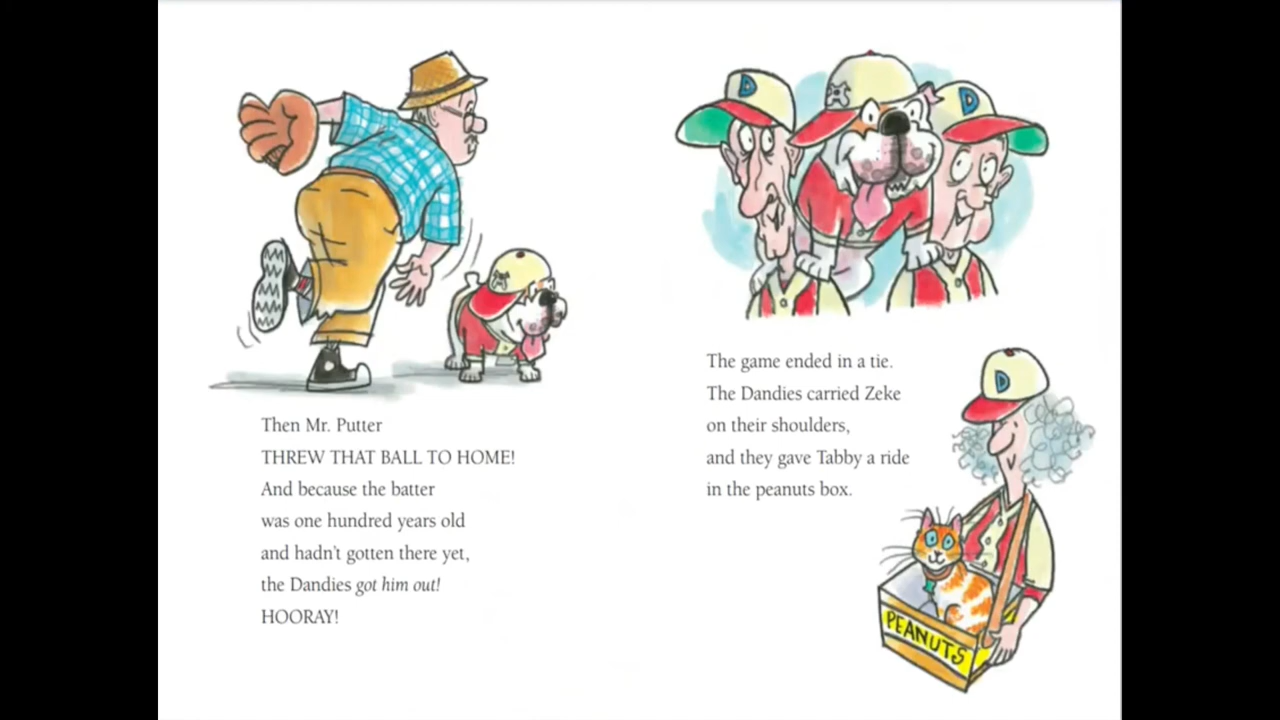 Then Mr. Putter
THREW THAT BALL TO HOME!
And because the batter
was one hundred years old
and hadn't gotten there yet,
the Dandies got him out!
HOORAY!
D
D
The game ended in a tie.
The Dandies carried Zeke
on their shoulders,
and they gave Tabby a ride
in the peanuts box.
D
PEANUTS